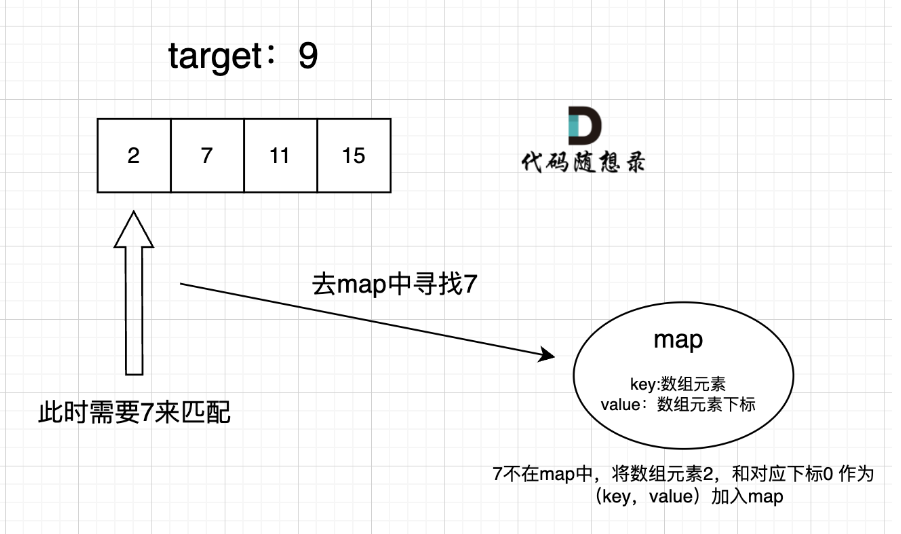 target：9
2 7 11 15
代码随想录
去map中寻找7
map
key:数组元素
value：数组元素下标
此时需要7来匹配
7不在map中，将数组元素2，和对应下标0 作为
（key，value）加入map